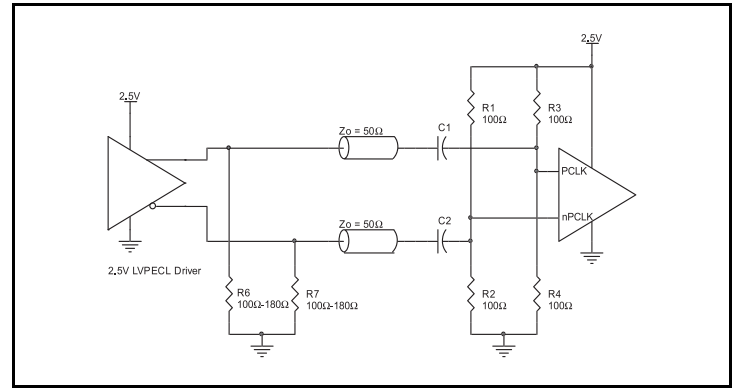 2.5V
2.5V
Zo = 50Ω
C1
R1
100Ω
R3
100Ω
PCLK
Zo = 50Ω
C2
nPCLK
2.5V LVPECL Driver
R6
100Ω-180Ω
R7
100Ω-180Ω
R2
100Ω
R4
100Ω